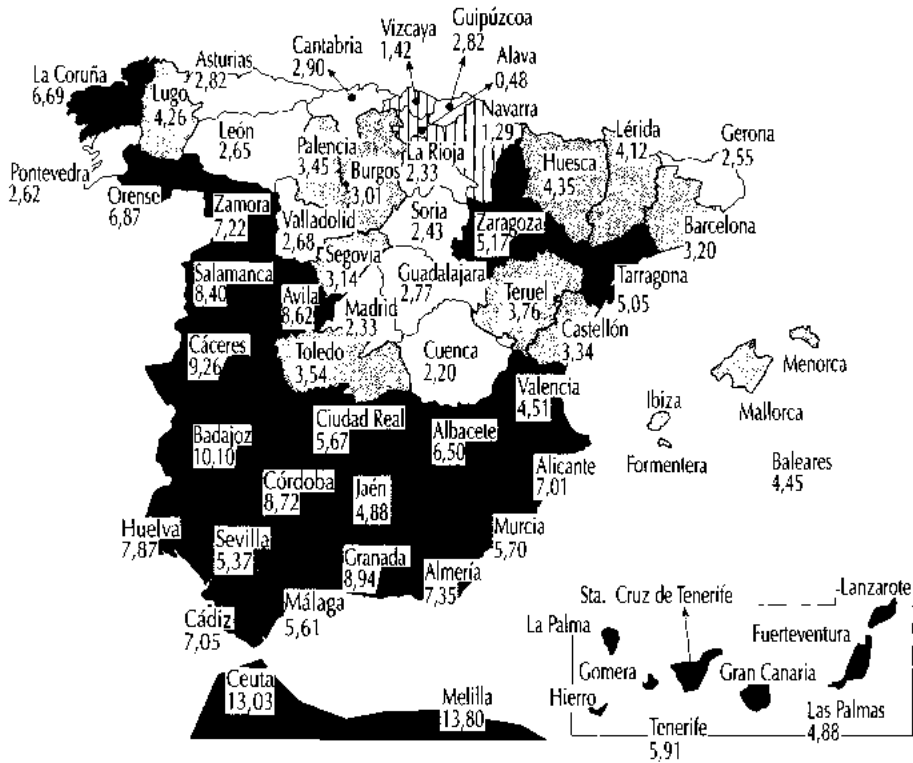 Guipúzcoa
2,82
Vizcaya
1,42
Cantabria
2,90
Alava
0,48
Asturias
2,82
La Coruña
6,69
Lugo
4,26
Navarra
1,29
León
2,65
Palencia
3,45
Burgos
3,01
La Rioja
2,33
Huesca
4,35
Lérida
4,12
Gerona
2,55
Pontevedra
2,62
Orense
6,87
Zamora
7,22
Valladolid
2,68
Soria
2,43
Zaragoza
5,17
Barcelona
3,20
Segovia
3,14
Salamanca
8,40
Avila
8,62
Guadalajara
2,77
Teruel
3,76
Tarragona
5,05
Madrid
2,33
Castellón
3,34
Cáceres
9,26
Toledo
3,54
Cuenca
2,20
Menorca
Valencia
4,51
Ibiza
Mallorca
Ciudad Real
5,67
Albacete
6,50
Badajoz
10,10
Formentera
Baleares
4,45
Alicante
7,01
Córdoba
8,72
Jaén
4,88
Huelva
7,87
Sevilla
5,37
Murcia
5,70
Granada
8,94
Almería
7,35
Málaga
5,61
Cádiz
7,05
Sta. Cruz de Tenerife
Lanzarote
La Palma
Fuerteventura
Gomera
Gran Canaria
Ceuta
13,03
Hierro
Melilla
13,80
Las Palmas
4,88
Tenerife
5,91